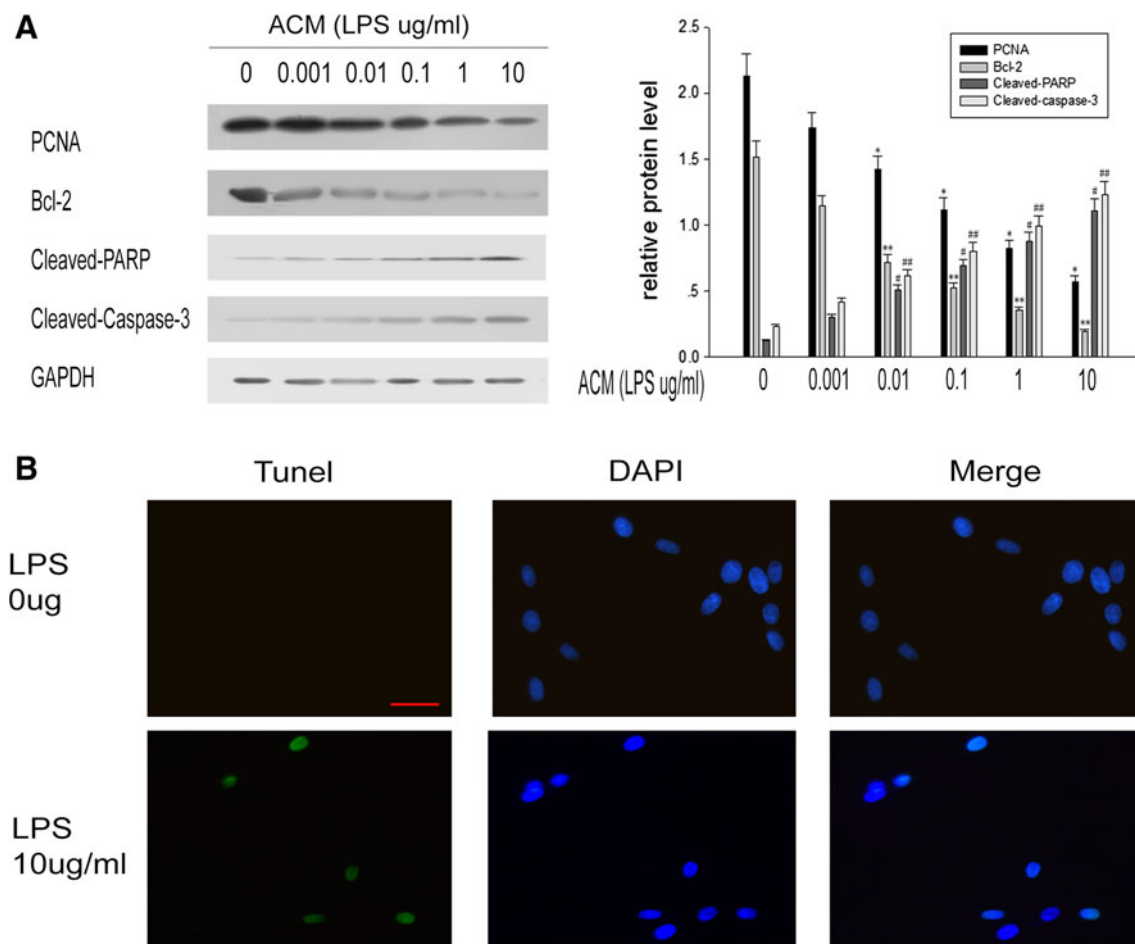 A
ACM (LPS ug/ml)
0 0.001 0.01 0.1 1 10
PCNA
Bcl-2
Cleaved-PARP
Cleaved-Caspase-3
GAPDH
relative protein level
2.5
2.0
1.5
1.0
.5
0.0
PCNA
Bcl-2
Cleaved-PARP
Cleaved-caspase-3
* ** # ##
* ** # ##
* ** # ##
* ** # ##
ACM (LPS ug/ml)
0 0.001 0.01 0.1 1 10
B
Tunel DAPI Merge
LPS
0ug
LPS
10ug/ml